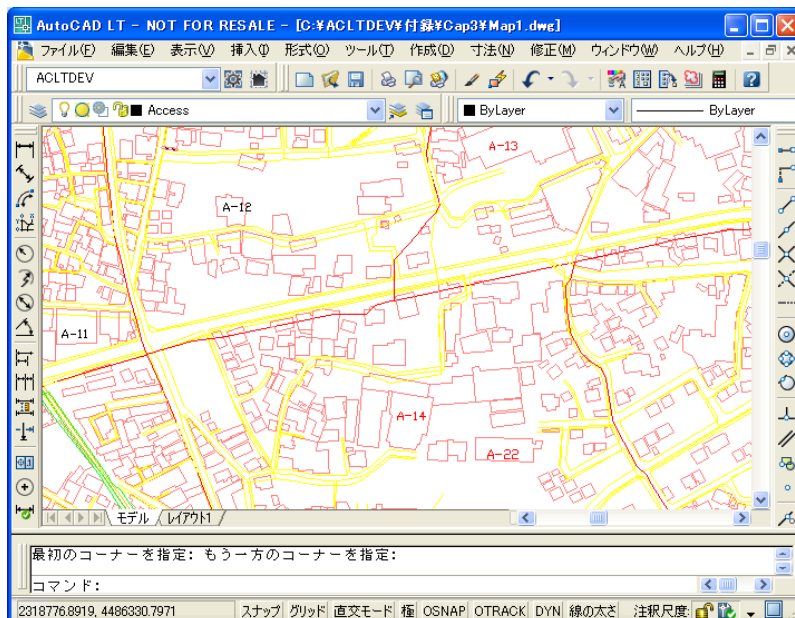 AutoCAD LT - NOT FOR RESALE - [C:¥ACLTDEV¥付録¥Cap3¥Map1.dwg]
ファイル(F) 編集(E) 表示(V) 挿入(I) 形式(O) ツール(T) 作成(D) 寸法(N) 修正(M) ウィンドウ(W) ヘルプ(H)
ACLTDEV
Access ByLayer ByLayer
A-13
A-12
A-11
A-14
A-22
モデル レイアウト1
最初のコーナーを指定: もう一方のコーナーを指定:
コマンド:
2318776.8919, 4486330.7971 スナップ グリッド 直交モード 極 OSNAP OTRACK DYN 線の太さ 注釈尺度: